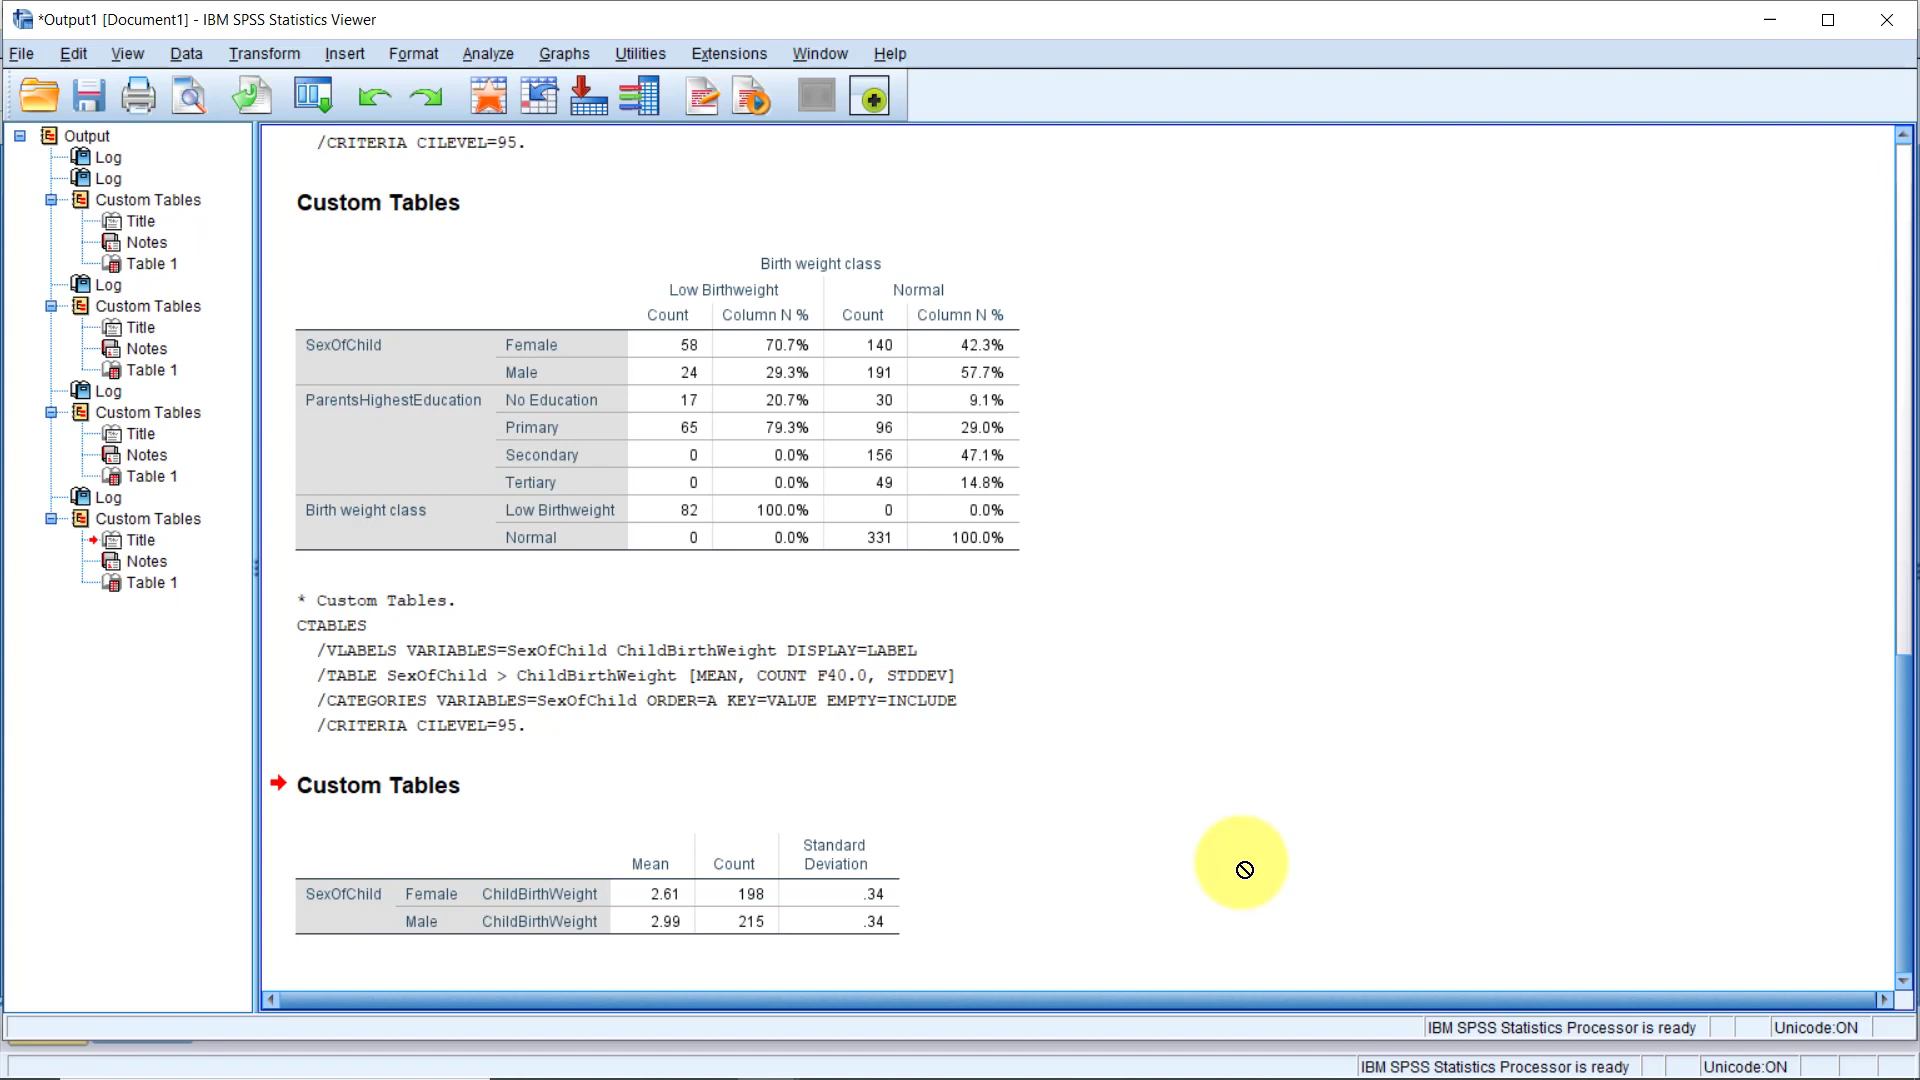 *Output1 [Document1] - IBM SPSS Statistics Viewer
File Edit View Data Transform Insert Format Analyze Graphs Utilities Extensions Window Help
Output
Log
Log
Custom Tables
Title
Notes
Table 1
Log
Custom Tables
Title
Notes
Table 1
Log
Custom Tables
Title
Notes
Table 1
Log
Custom Tables
Title
Notes
Table 1
/CRITERIA CILEVEL=95.
Custom Tables
Birth weight class
Low Birthweight Normal
Count Column N % Count Column N %
SexOfChild Female 58 70.7% 140 42.3%
Male 24 29.3% 191 57.7%
ParentsHighestEducation No Education 17 20.7% 30 9.1%
Primary 65 79.3% 96 29.0%
Secondary 0 0.0% 156 47.1%
Tertiary 0 0.0% 49 14.8%
Birth weight class Low Birthweight 82 100.0% 0 0.0%
Normal 0 0.0% 331 100.0%
* Custom Tables.
CTABLES
/VLABELS VARIABLES=SexOfChild ChildBirthWeight DISPLAY=LABEL
/TABLE SexOfChild > ChildBirthWeight [MEAN, COUNT F40.0, STDDEV]
/CATEGORIES VARIABLES=SexOfChild ORDER=A KEY=VALUE EMPTY=INCLUDE
/CRITERIA CILEVEL=95.
Custom Tables
Mean Count Standard
Deviation
SexOfChild Female ChildBirthWeight 2.61 198 .34
Male ChildBirthWeight 2.99 215 .34
IBM SPSS Statistics Processor is ready Unicode:ON
IBM SPSS Statistics Processor is ready Unicode:ON